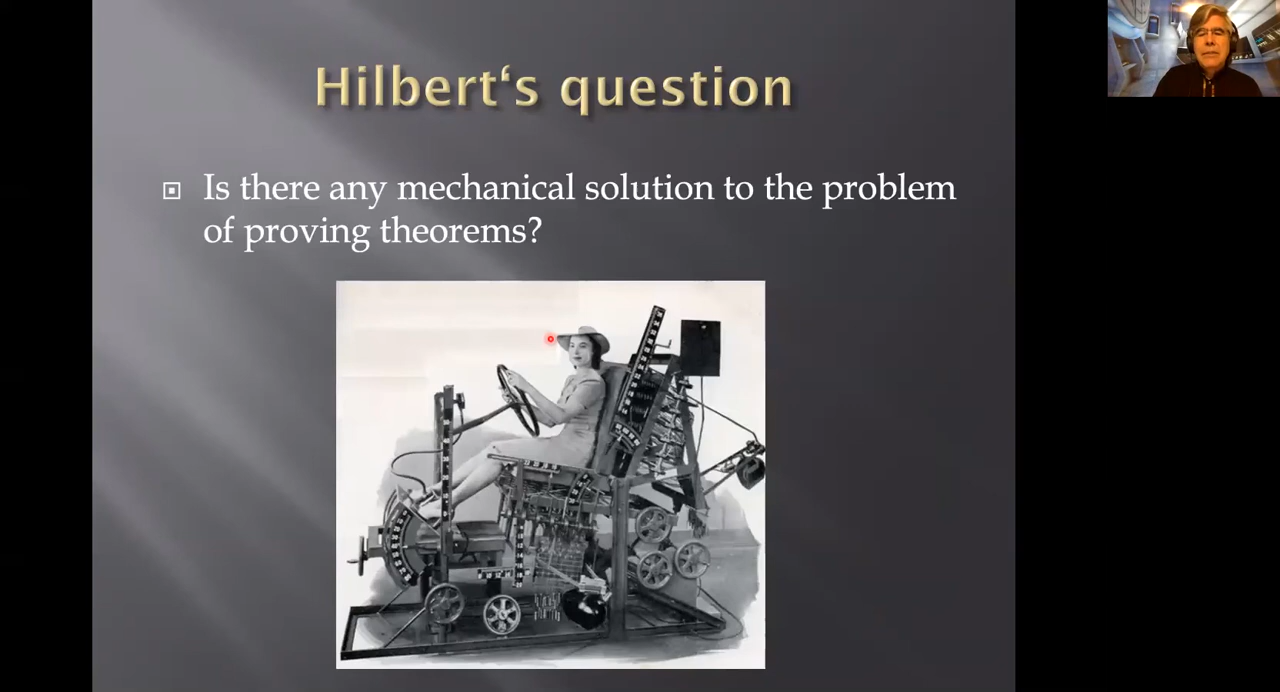 Hilbert‘s question
Is there any mechanical solution to the problem
of proving theorems?